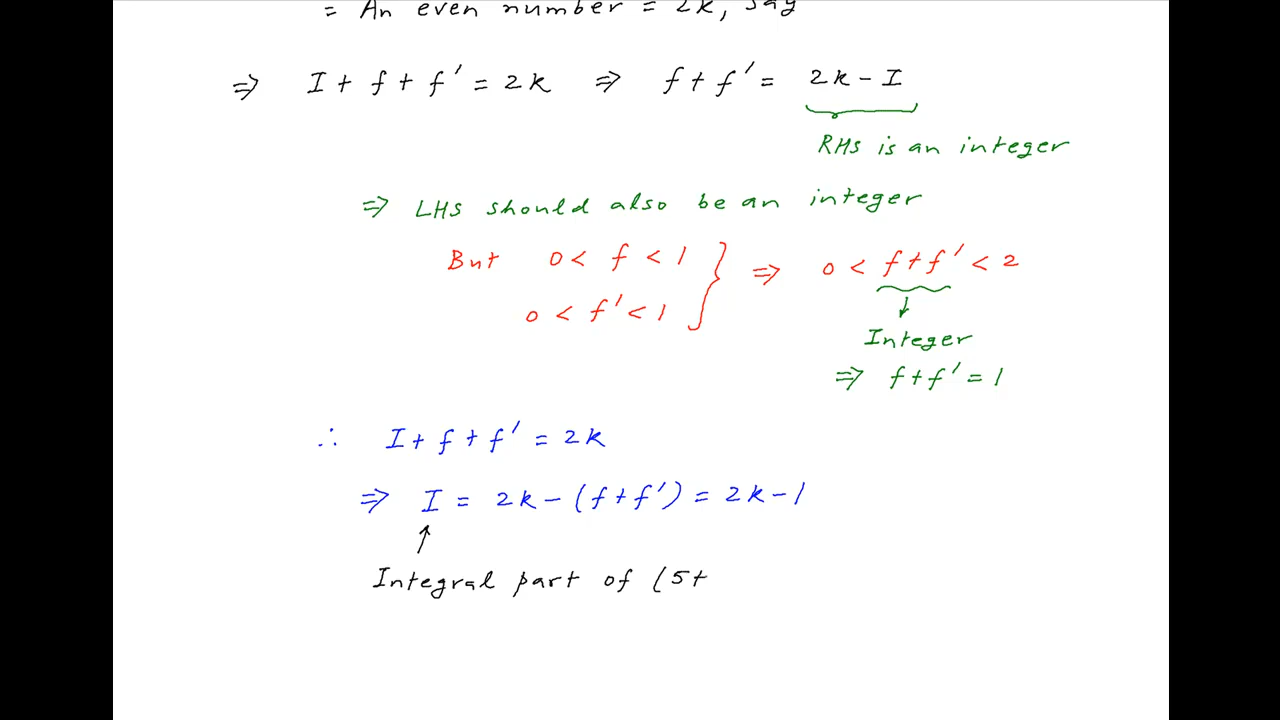 = An even number = 2k, say
⇒ I + f + f' = 2k ⇒ f + f' = 2k - I
RHS is an integer
⇒ LHS should also be an integer
But 0 < f < 1 } ⇒ 0 < f + f' < 2
0 < f' < 1
↓
Integer
⇒ f + f' = 1
∴ I + f + f' = 2k
⇒ I = 2k - (f + f') = 2k - 1
↑
Integral part of (5+